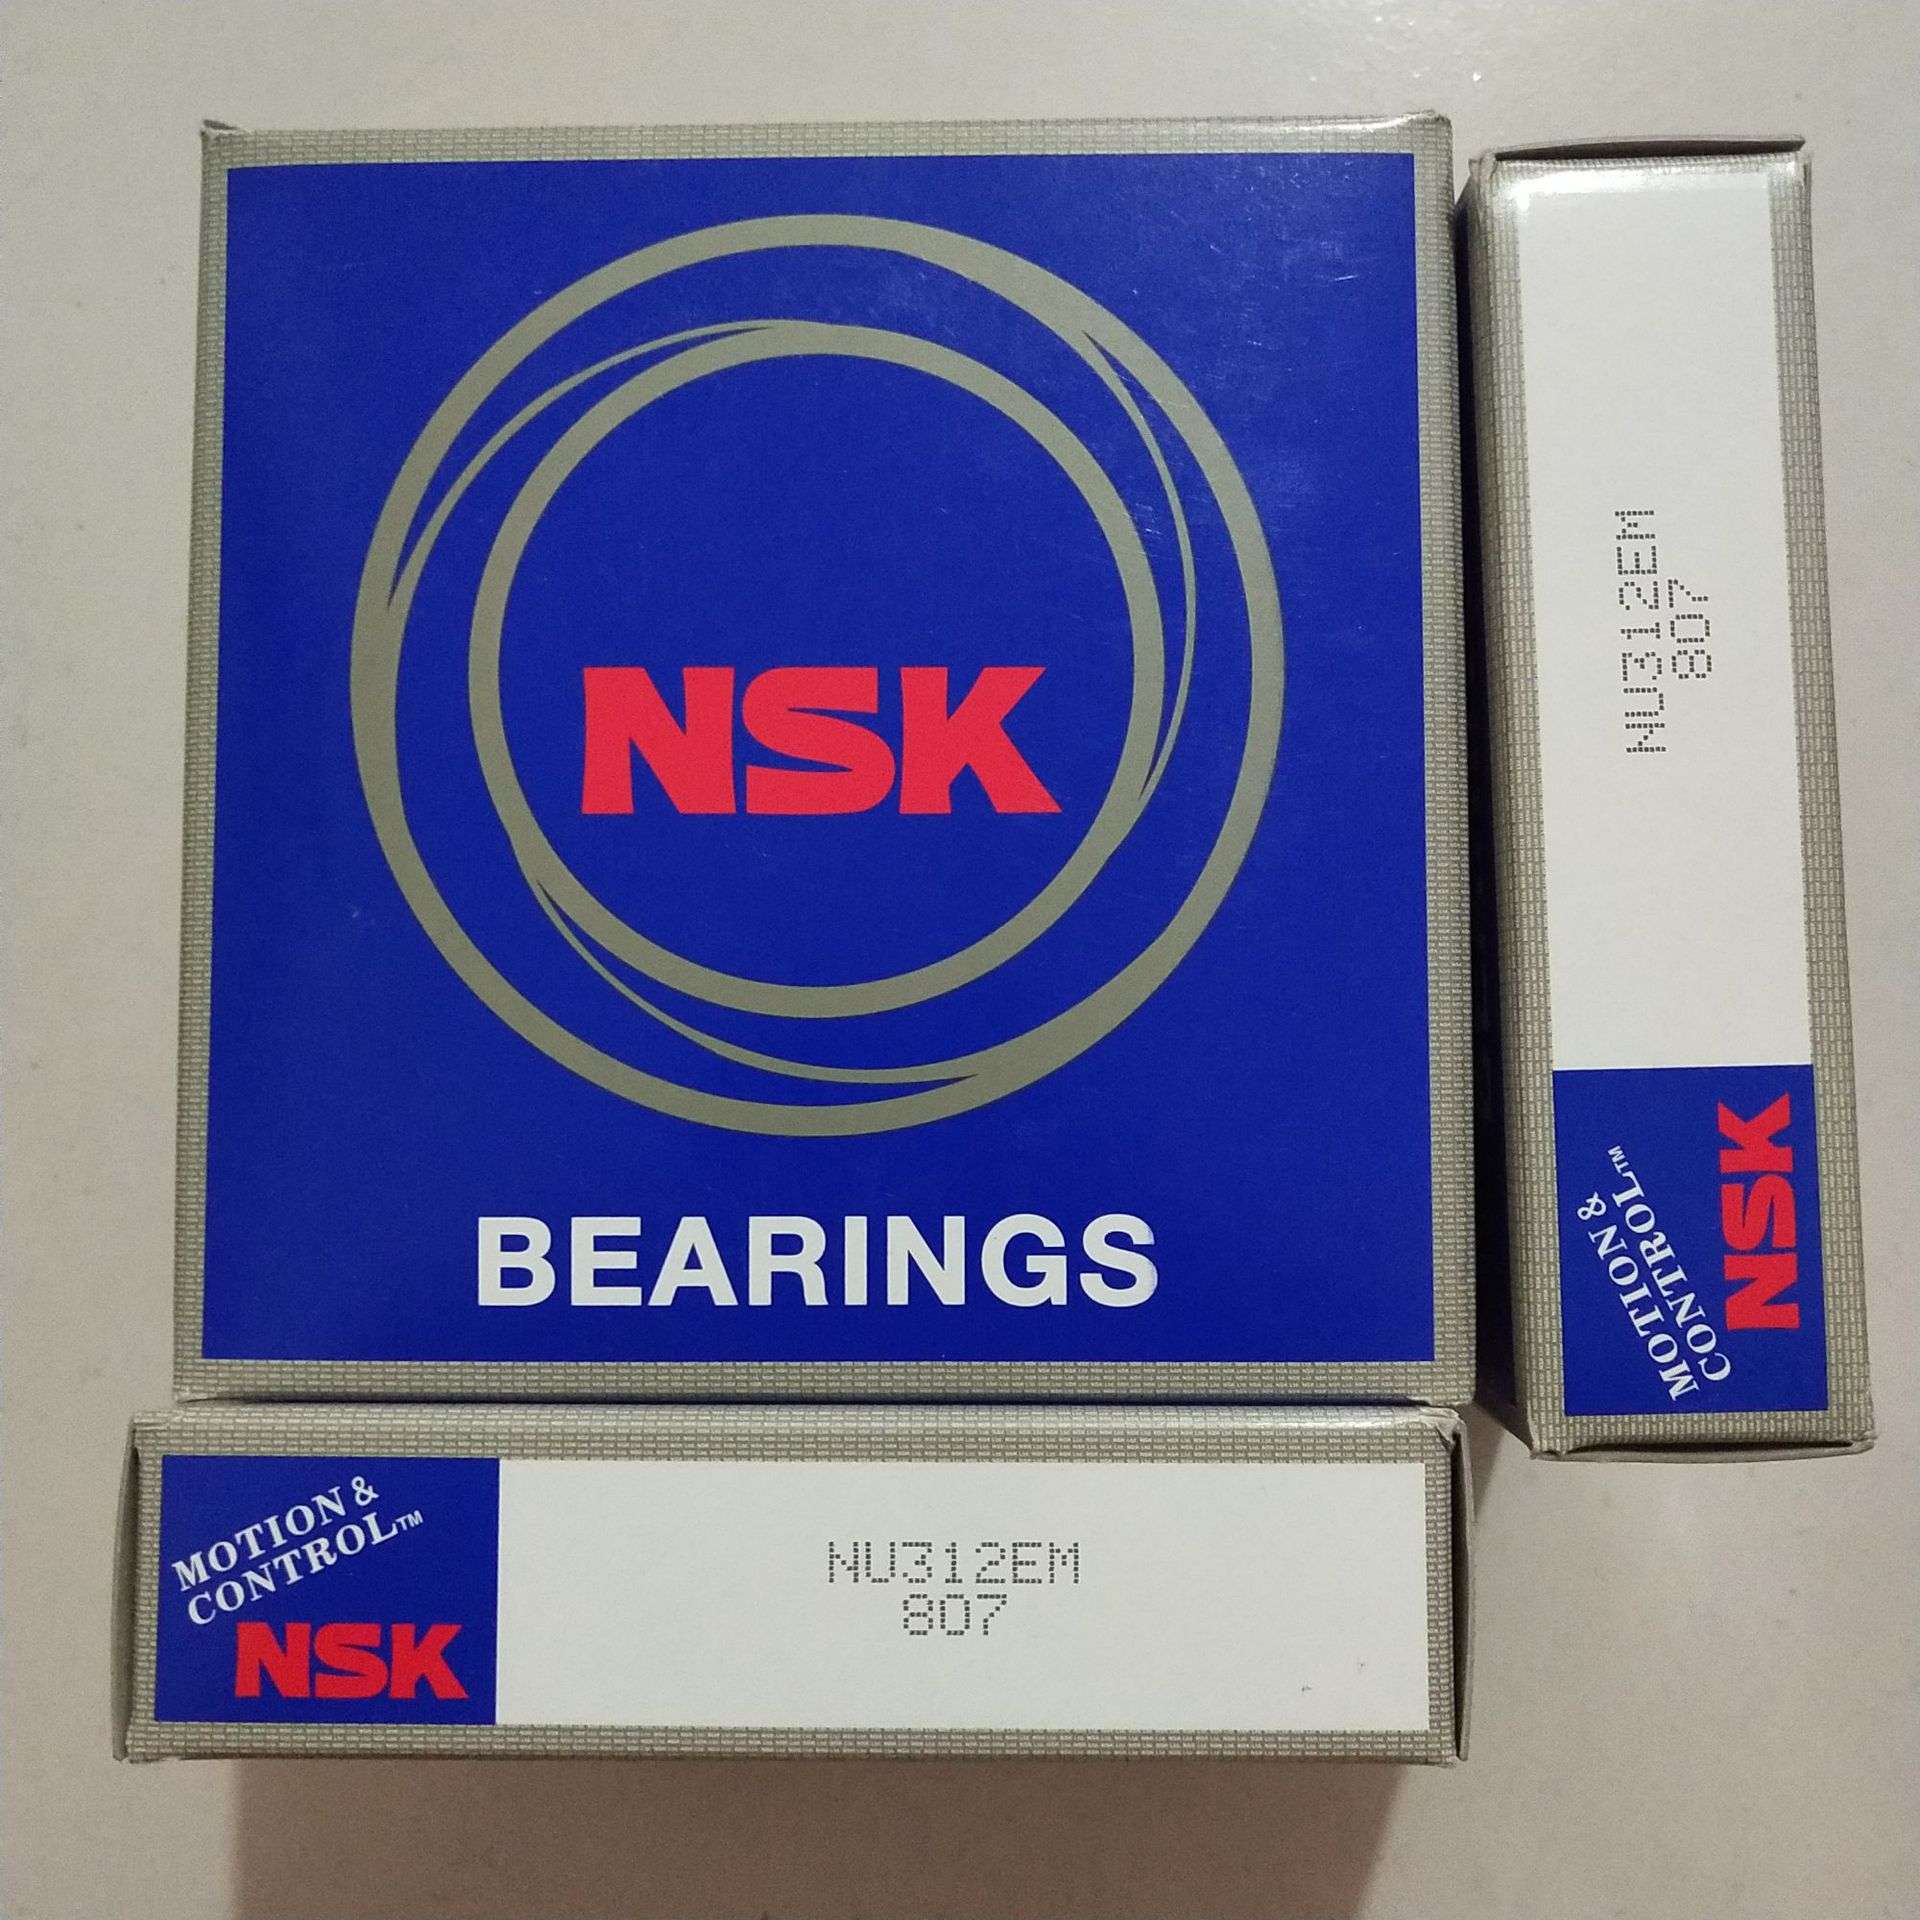 NSK
BEARINGS
NU312EM
807
MOTION &
CONTROL™
NSK
MOTION &
CONTROL™
NSK
NU312EM
807